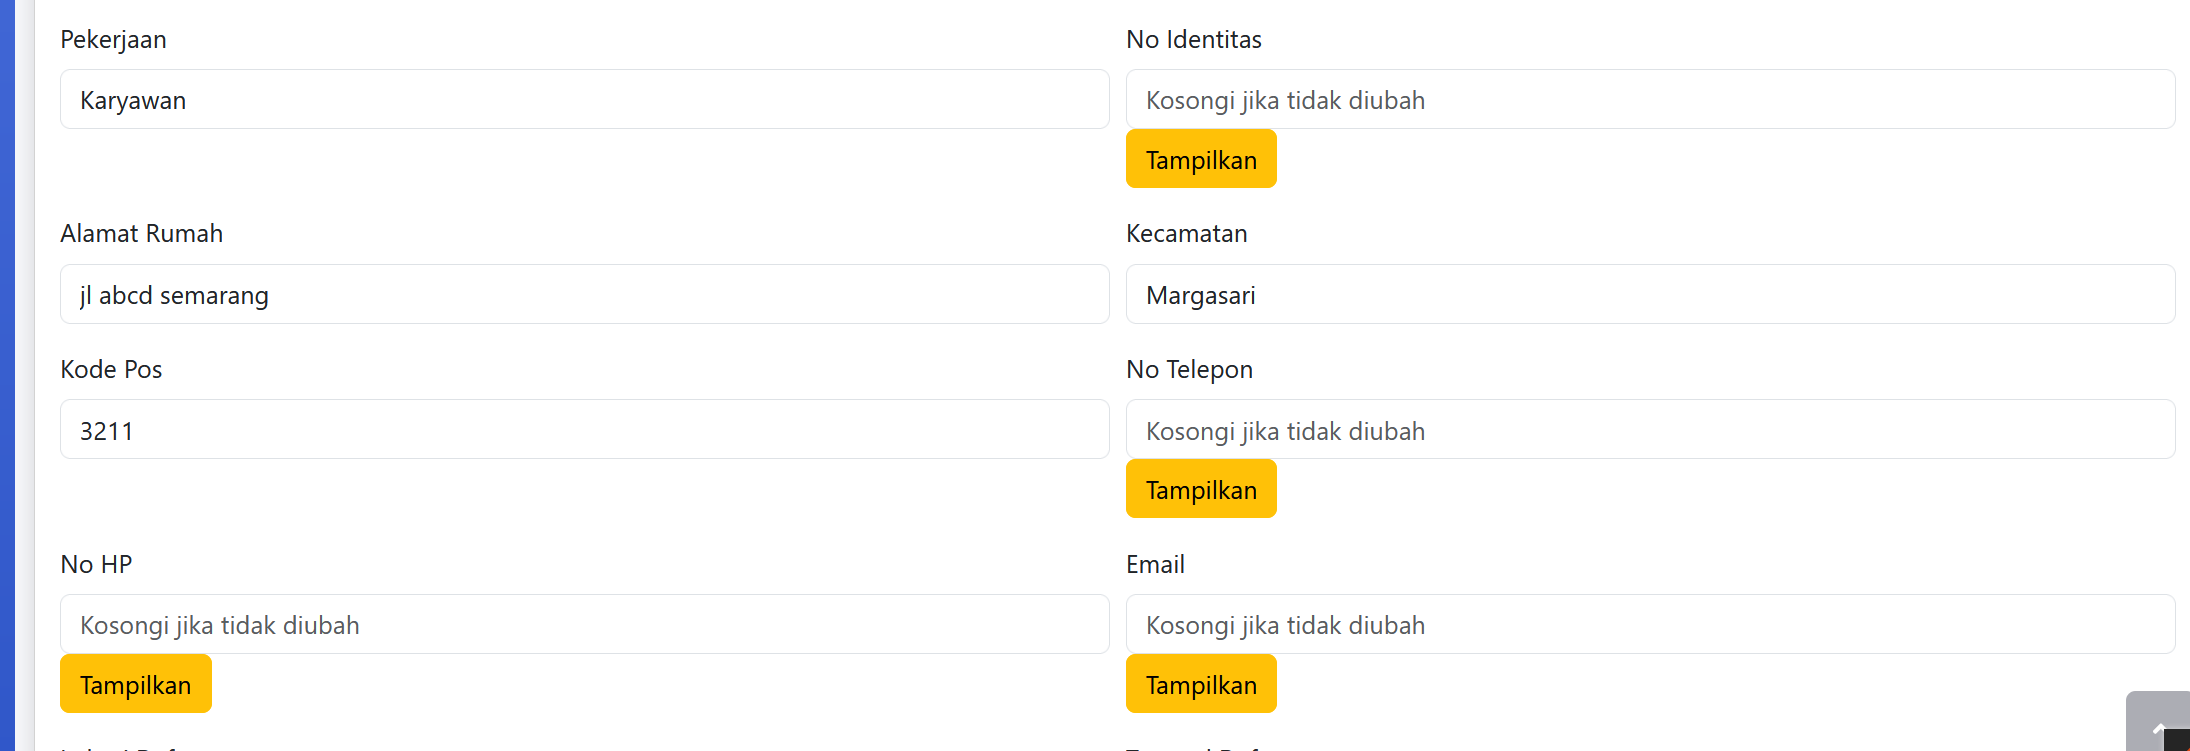 Pekerjaan
No Identitas
Karyawan
Kosongi jika tidak diubah
Tampilkan
Alamat Rumah
Kecamatan
jl abcd semarang
Margasari
Kode Pos
No Telepon
3211
Kosongi jika tidak diubah
Tampilkan
No HP
Email
Kosongi jika tidak diubah
Kosongi jika tidak diubah
Tampilkan
Tampilkan